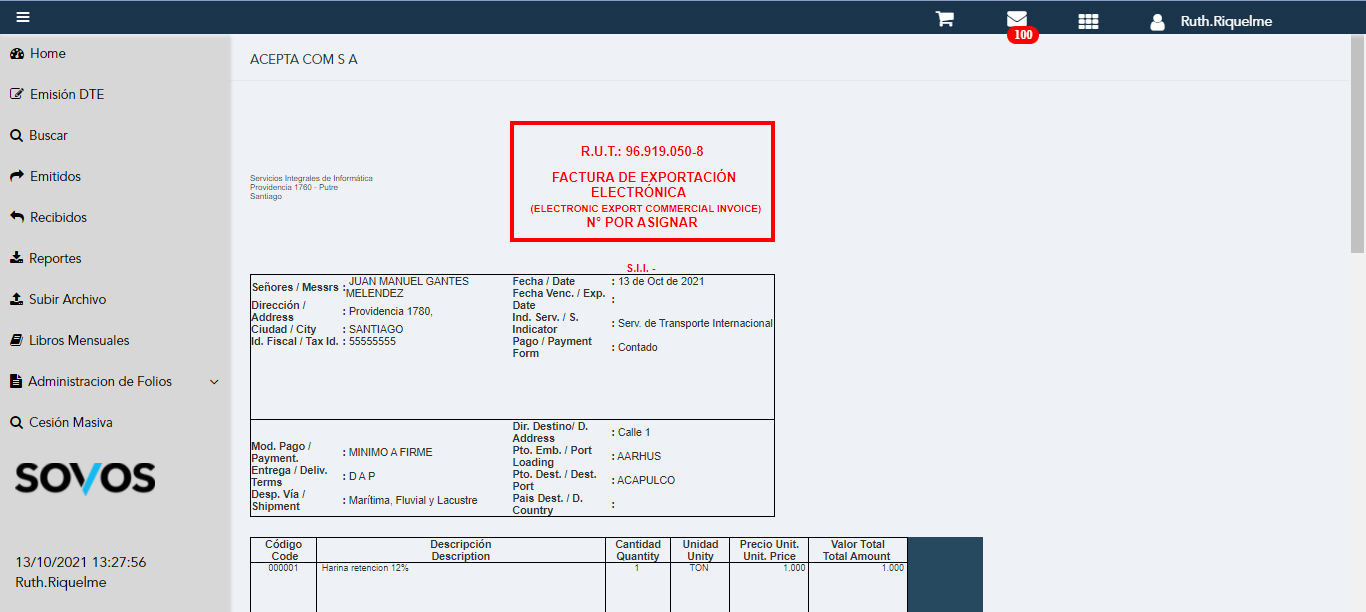 Ruth.Riquelme
100
Home
Emisión DTE
Buscar
Emitidos
Recibidos
Reportes
Subir Archivo
Libros Mensuales
Administracion de Folios
Cesión Masiva
SOVOS
13/10/2021 13:27:56
Ruth.Riquelme
ACEPTA COM S A
Servicios Integrales de Informática
Providencia 1760 - Putre
Santiago
R.U.T.: 96.919.050-8
FACTURA DE EXPORTACIÓN
ELECTRÓNICA
(ELECTRONIC EXPORT COMMERCIAL INVOICE)
N° POR ASIGNAR
S.I.I. -
Señores / Messrs : JUAN MANUEL GANTES
MELENDEZ
Dirección /
Address : Providencia 1780,
Ciudad / City : SANTIAGO
Id. Fiscal / Tax Id. : 55555555
Fecha / Date : 13 de Oct de 2021
Fecha Venc. / Exp.
Date :
Ind. Serv. / S.
Indicator : Serv. de Transporte Internacional
Pago / Payment
Form : Contado
Mod. Pago /
Payment. : MINIMO A FIRME
Entrega / Deliv.
Terms : D A P
Desp. Vía /
Shipment : Marítima, Fluvial y Lacustre
Dir. Destino/ D.
Address : Calle 1
Pto. Emb. / Port
Loading : AARHUS
Pto. Dest. / Dest.
Port : ACAPULCO
Pais Dest. / D.
Country :
Código Descripción Cantidad Unidad Precio Unit. Valor Total
Code Description Quantity Unity Unit. Price Total Amount
000001 Harina retencion 12% 1 TON 1.000 1.000